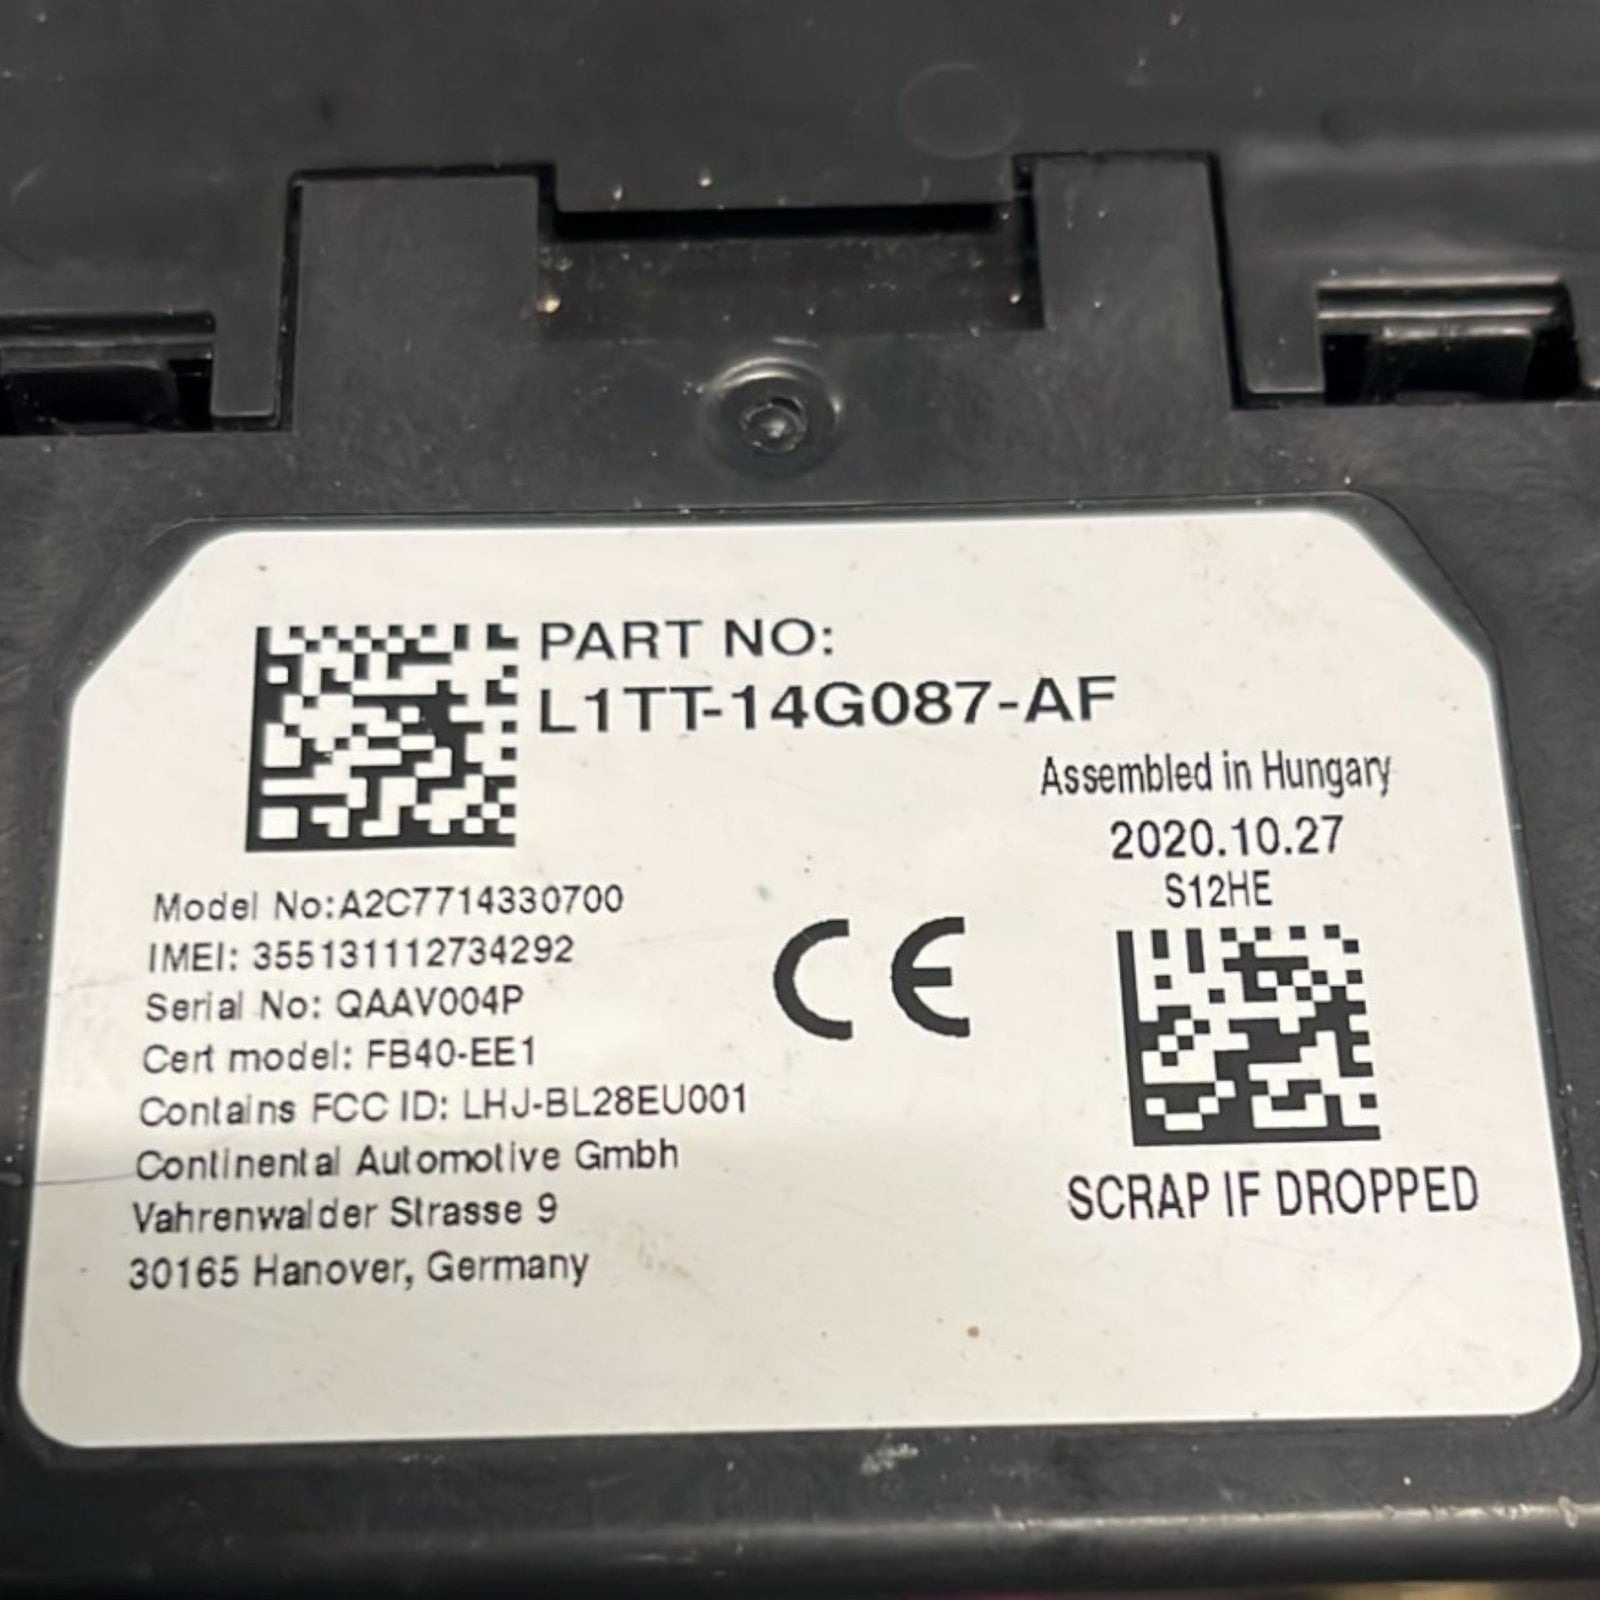 PART NO:
L1TT-14G087-AF
Assembled in Hungary
2020.10.27
S12HE
Model No:A2C7714330700
IMEI: 355131112734292
Serial No: QAAV004P
Cert model: FB40-EE1
Contains FCC ID: LHJ-BL28EU001
Continental Automotive Gmbh
Vahrenwalder Strasse 9
30165 Hanover, Germany
CE
SCRAP IF DROPPED